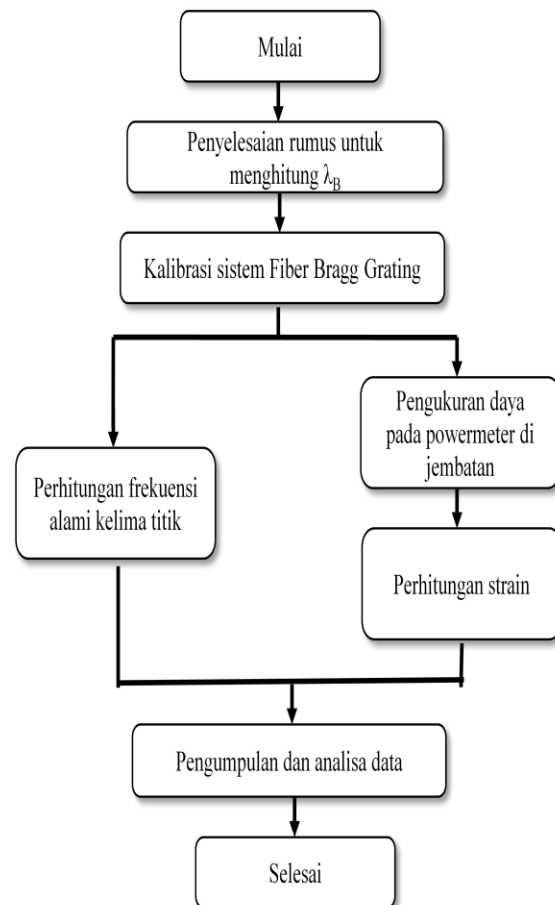 Mulai
Penyelesaian rumus untuk
menghitung λB
Kalibrasi sistem Fiber Bragg Grating
Perhitungan frekuensi
alami kelima titik
Pengukuran daya
pada powermeter di
jembatan
Perhitungan strain
Pengumpulan dan analisa data
Selesai